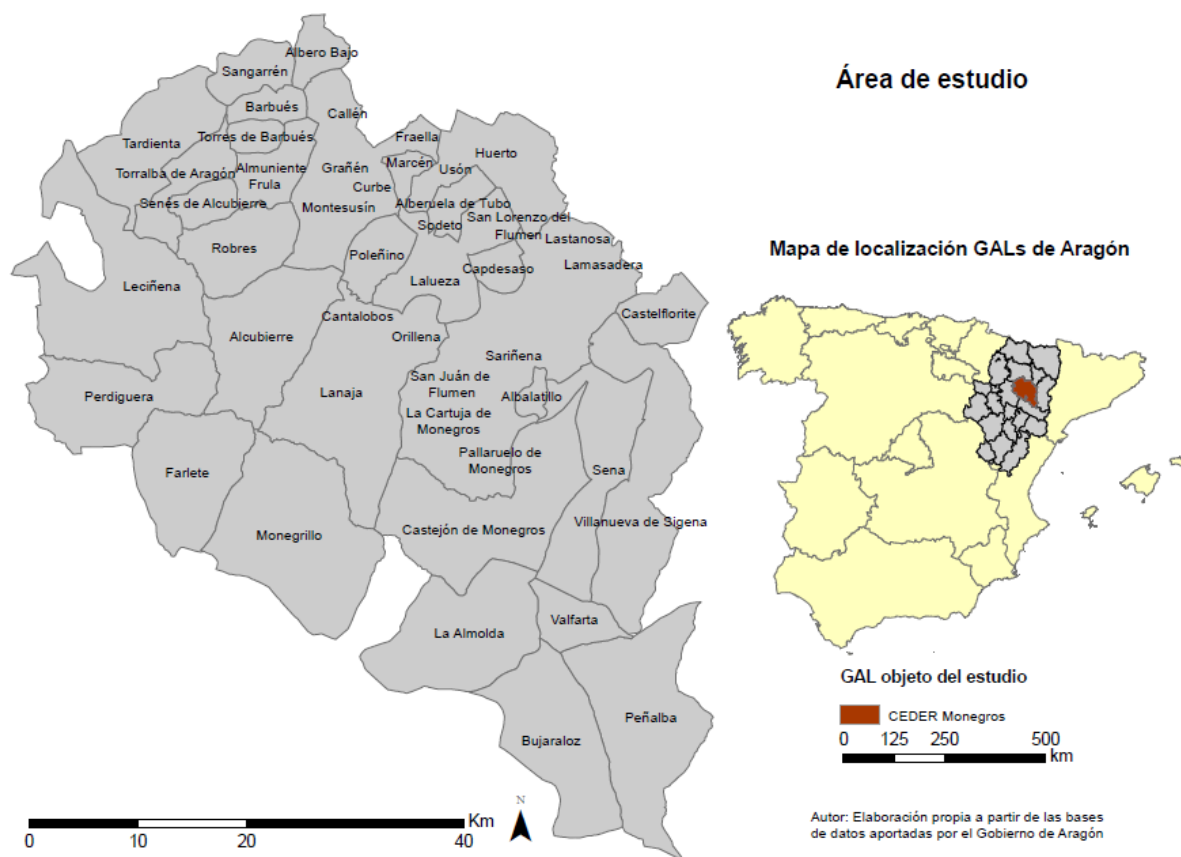 Albero Bajo
Sangarrén
Barbués
Callén
Tardienta
Torres de Barbués
Fraella
Huerto
Marcén
Usón
Torralba de Aragón
Almuniente
Frula
Grañén
Curbe
Senés de Alcubierre
Montesusín
Alberuela de Tubo
Sodeto
San Lorenzo del
Flumen
Lastanosa
Robres
Poleñino
Capdesaso
Lamasadera
Leciñena
Lalueza
Castelflorite
Cantalobos
Alcubierre
Orillena
Sariñena
Perdiguera
Lanaja
San Juán de
Flumen
Albalatillo
La Cartuja de
Monegros
Pallaruelo de
Monegros
Farlete
Sena
Monegrillo
Castejón de Monegros
Villanueva de Sigena
La Almolda
Valfarta
Peñalba
Bujaraloz
Km
0 10 20 40
N
Área de estudio
Mapa de localización GALs de Aragón
GAL objeto del estudio
CEDER Monegros
0 125 250 500
km
Autor: Elaboración propia a partir de las bases
de datos aportadas por el Gobierno de Aragón